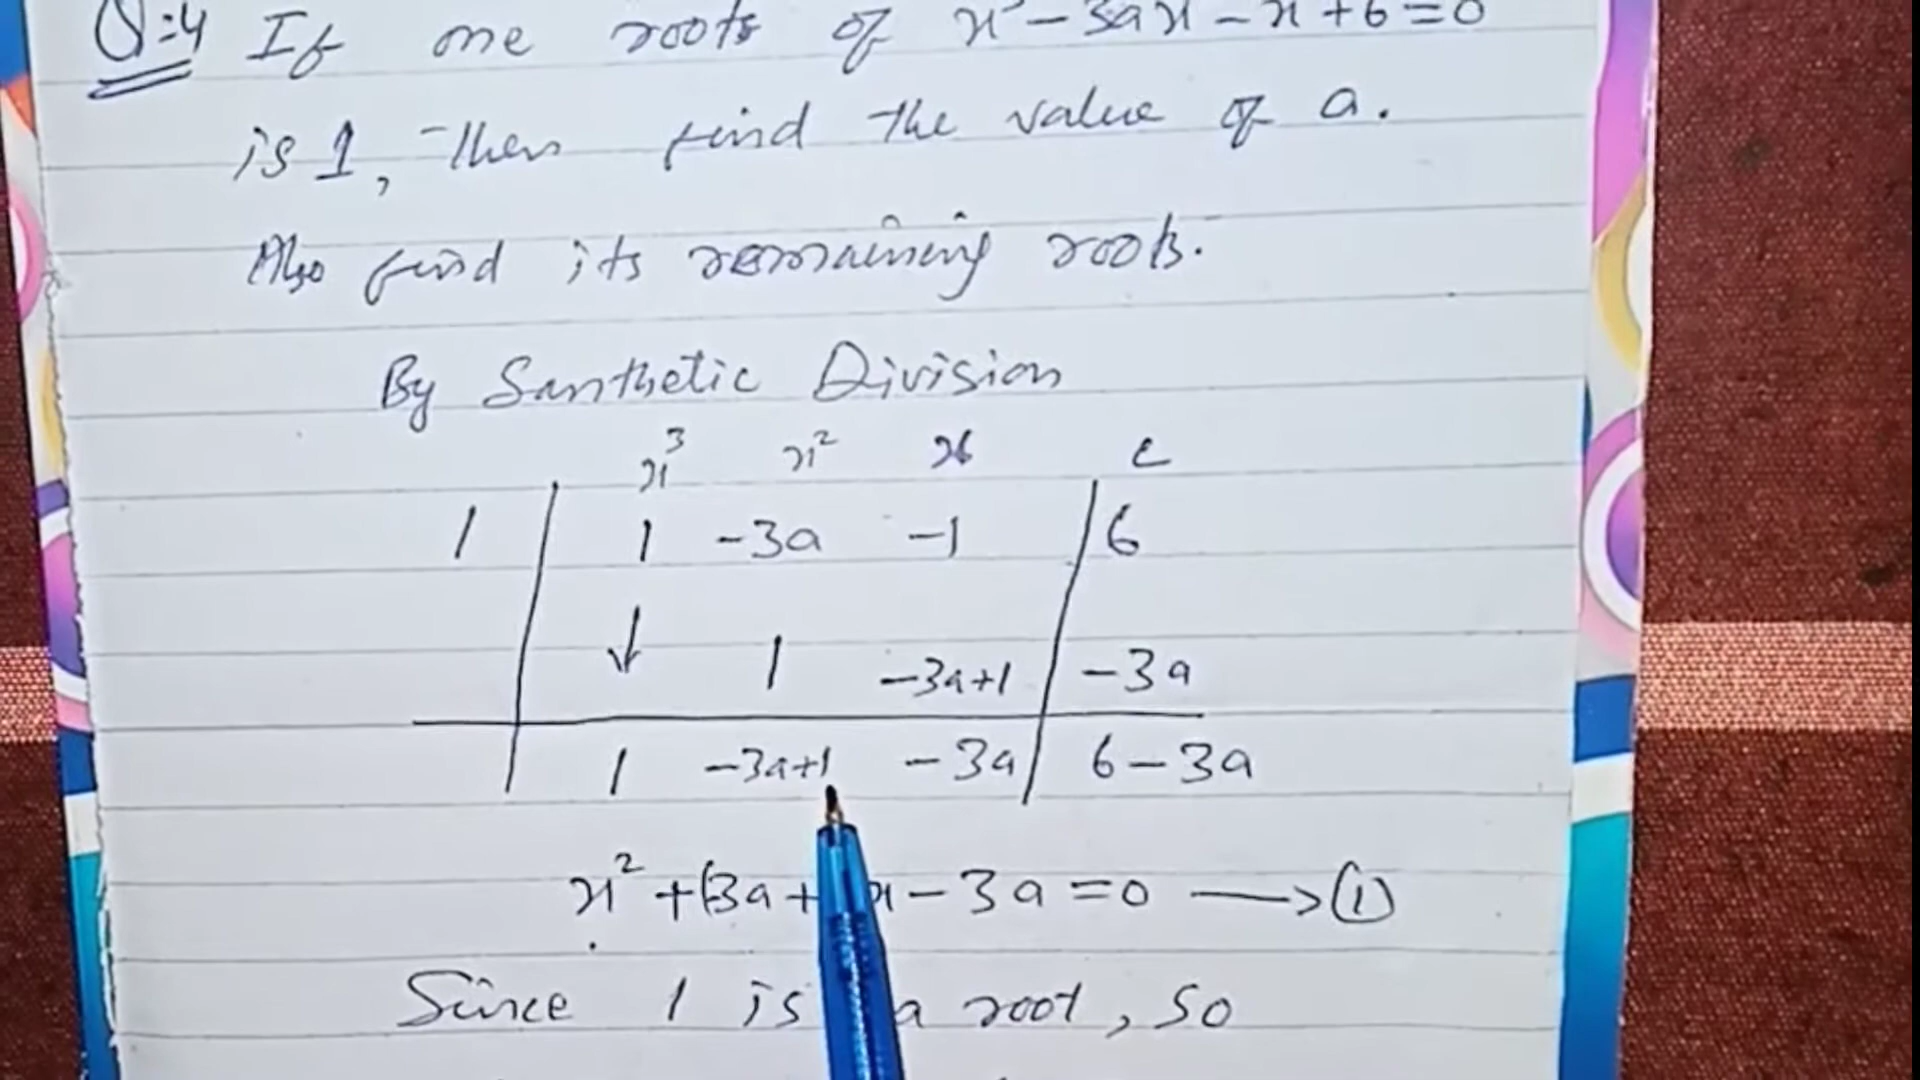 Q:4 If one roots of x - 3ax - x + 6 = 0
is 1, then find the value of a.
Also find its remaining roots.
By Santhetic Division
x³ x² x c
1 1 -3a -1 6
↓ 1 -3a+1 -3a
1 -3a+1 -3a 6-3a
x² + (3a+ x - 3a = 0 → (1)
Since 1 is a root, so